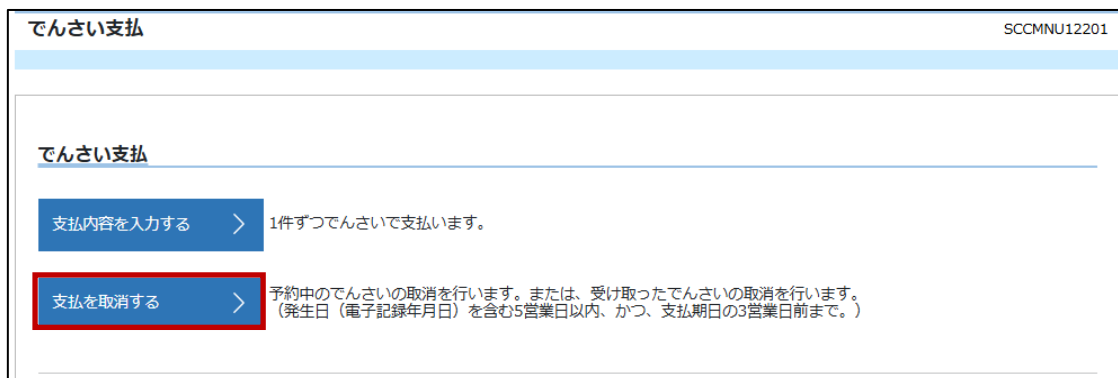 でんさい支払
SCCMNU12201
でんさい支払
支払内容を入力する
1件ずつでんさいで支払います。
支払を取消する
予約中のでんさいの取消を行います。または、受け取ったでんさいの取消を行います。
（発生日（電子記録年月日）を含む5営業日以内、かつ、支払期日の3営業日前まで。）